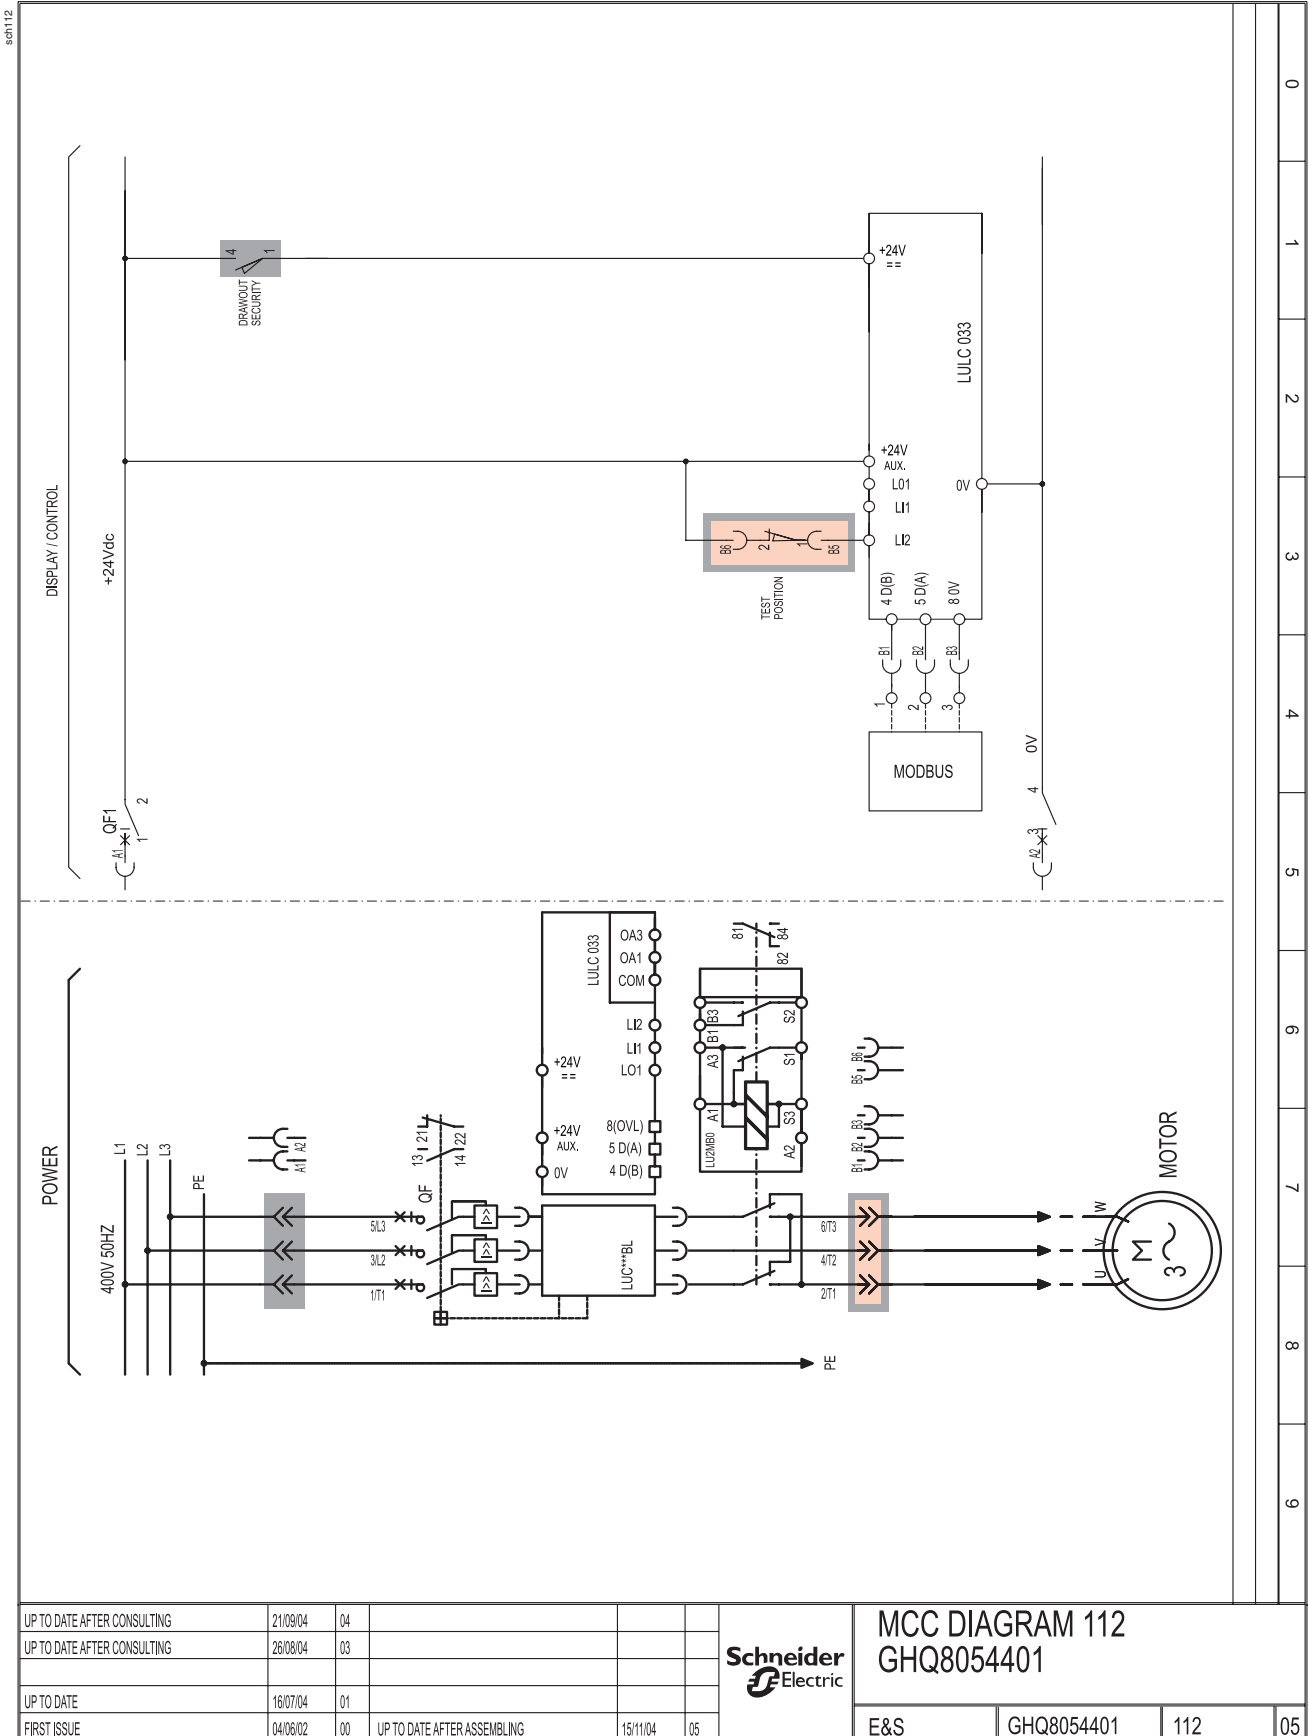 sch112
0
1
2
3
4
5
6
7
8
9
DISPLAY / CONTROL
+24Vdc
4
1
DRAWOUT
SECURITY
+24V
==
LULC 033
+24V
AUX.
LO1
LI1
LI2
0V
B6
2
1
B5
TEST
POSITION
4 D(B)
5 D(A)
8 0V
B1
B2
B3
1
2
3
MODBUS
0V
QF1
A1
1
2
A2
3
4
POWER
400V 50HZ
L1
L2
L3
PE
A1
A2
5/L3
3/L2
1/T1
QF
13
21
14
22
LULC 033
OA3
OA1
COM
LI2
LI1
LO1
+24V
==
+24V
AUX.
0V
8(OVL)
5 D(A)
4 D(B)
LUC***BL
81
82
84
B3
B1
A3
A1
S2
S1
S3
A2
LU2MB0
B6
B5
B3
B2
B1
6/T3
4/T2
2/T1
PE
W
V
U
M
3
MOTOR
UP TO DATE AFTER CONSULTING 21/09/04 04
UP TO DATE AFTER CONSULTING 26/08/04 03
UP TO DATE 16/07/04 01
FIRST ISSUE 04/06/02 00 UP TO DATE AFTER ASSEMBLING 15/11/04 05
Schneider
Electric
MCC DIAGRAM 112
GHQ8054401
E&S GHQ8054401 112 05